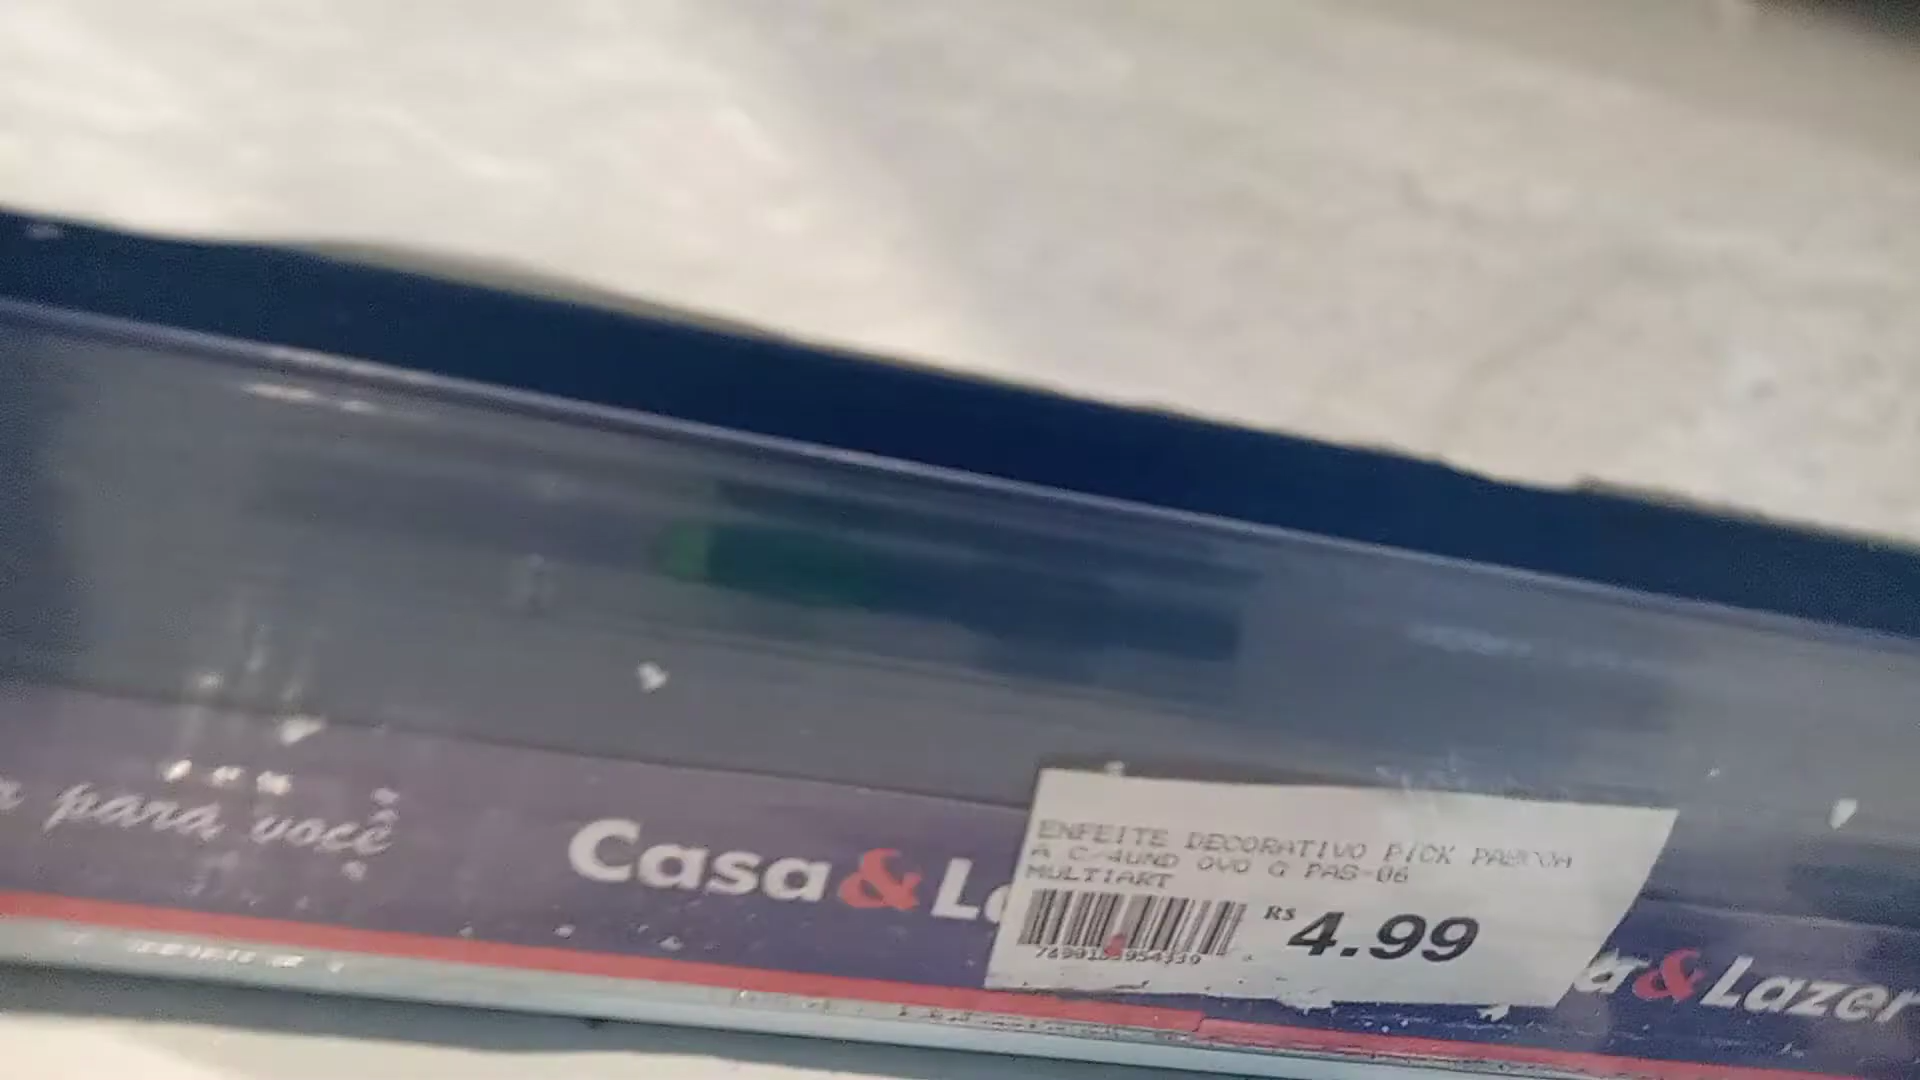 para você
Casa&L
ENFEITE DECORATIVO PICK PASCOA
A C/4UND OVO G PAS-06
MULTIART
R$ 4.99
a&Lazer